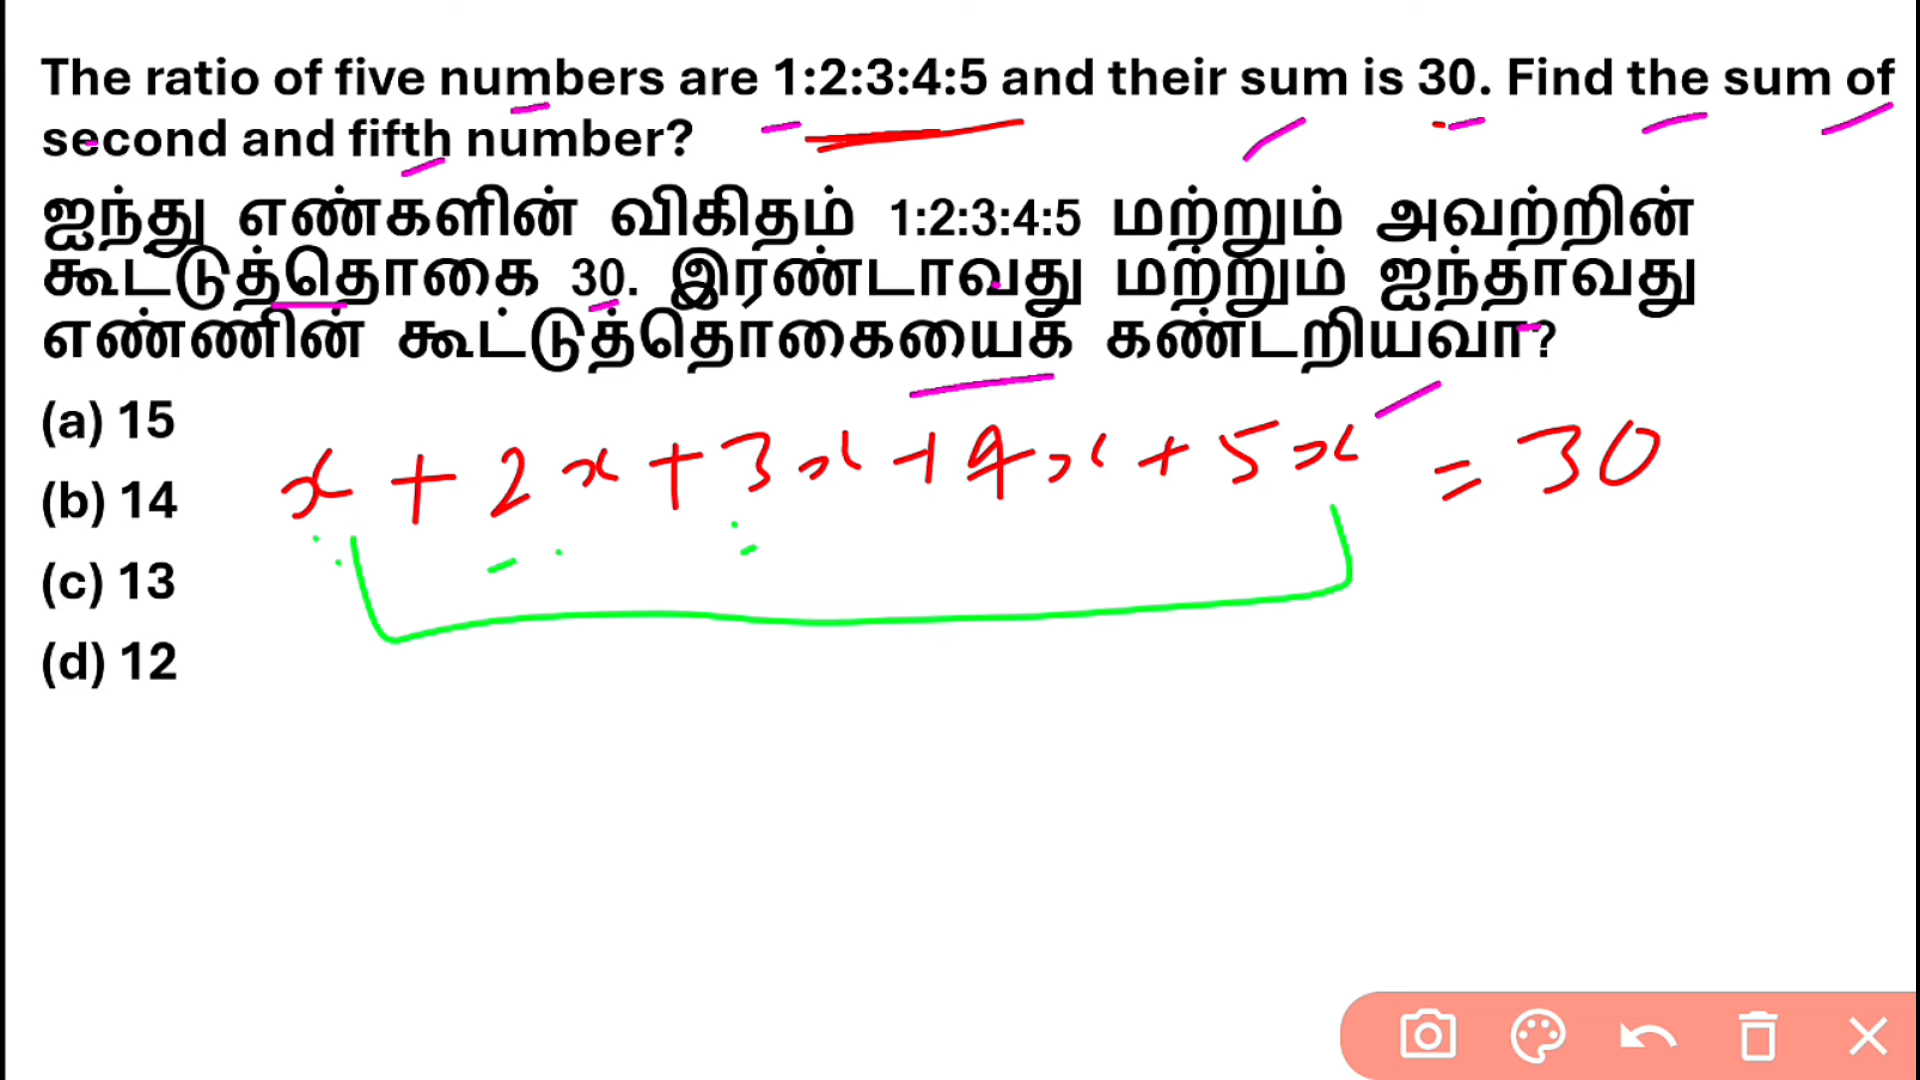 The ratio of five numbers are 1:2:3:4:5 and their sum is 30. Find the sum of
second and fifth number?
ஐந்து எண்களின் விகிதம் 1:2:3:4:5 மற்றும் அவற்றின்
கூட்டுத்தொகை 30. இரண்டாவது மற்றும் ஐந்தாவது
எண்ணின் கூட்டுத்தொகையைக் கண்டறியவா?
(a) 15
(b) 14
(c) 13
(d) 12
x + 2x + 3x + 4x + 5x = 30